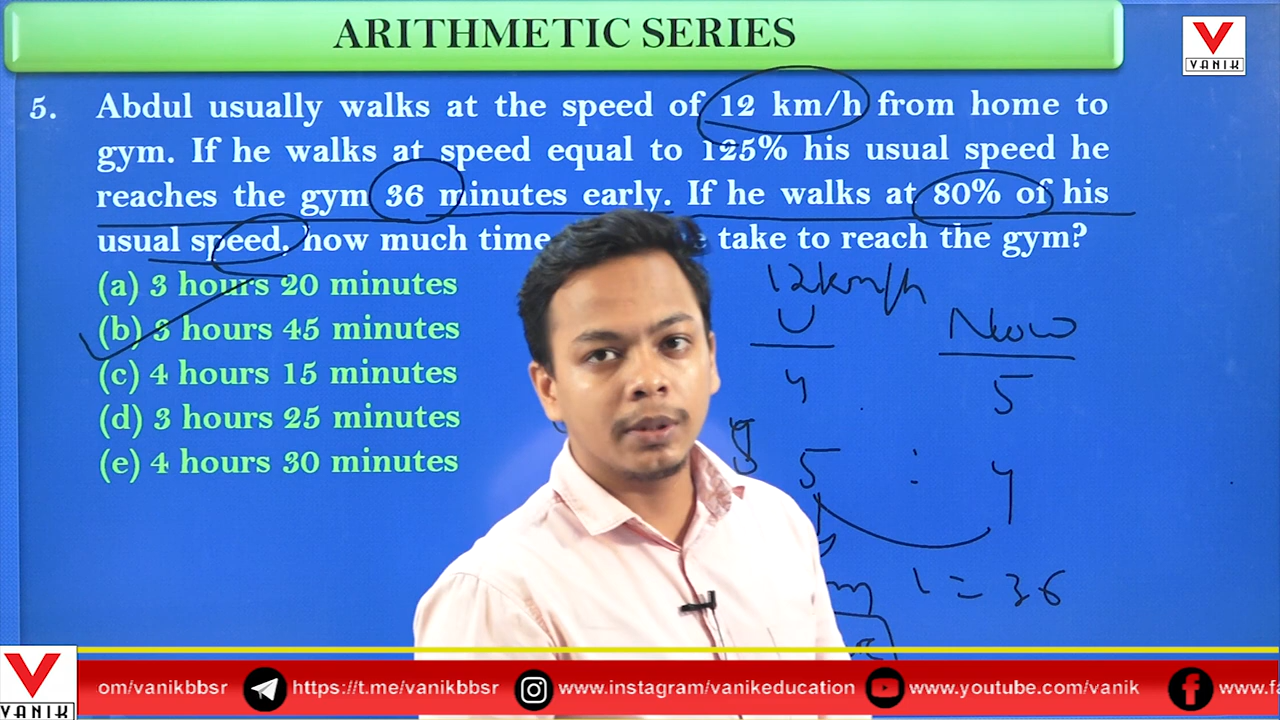 ARITHMETIC SERIES
VANIK
5. Abdul usually walks at the speed of 12 km/h from home to
gym. If he walks at speed equal to 125% his usual speed he
reaches the gym 36 minutes early. If he walks at 80% of his
usual speed, how much time take to reach the gym?
(a) 3 hours 20 minutes
(b) 3 hours 45 minutes
(c) 4 hours 15 minutes
(d) 3 hours 25 minutes
(e) 4 hours 30 minutes
12km/h
U Now
4 5
5 : 4
1 = 36
VANIK
om/vanikbbsr
https://t.me/vanikbbsr
www.instagram/vanikeducation
www.youtube.com/vanik
www.fa